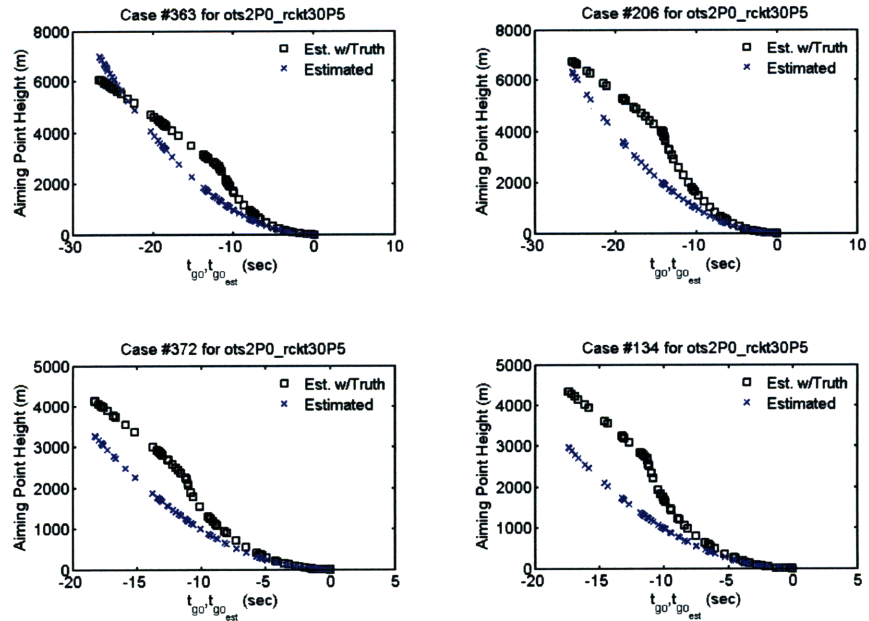 Case #363 for ots2P0_rckt30P5
Aiming Point Height (m)
8000
6000
4000
2000
0
-30
-20
-10
0
10
t_go,t_go_est (sec)
Est. w/Truth
Estimated
Case #206 for ots2P0_rckt30P5
Aiming Point Height (m)
8000
6000
4000
2000
0
-30
-20
-10
0
10
t_go,t_go_est (sec)
Est. w/Truth
Estimated
Case #372 for ots2P0_rckt30P5
Aiming Point Height (m)
5000
4000
3000
2000
1000
0
-20
-15
-10
-5
0
5
t_go,t_go_est (sec)
Est. w/Truth
Estimated
Case #134 for ots2P0_rckt30P5
Aiming Point Height (m)
5000
4000
3000
2000
1000
0
-20
-15
-10
-5
0
5
t_go,t_go_est (sec)
Est. w/Truth
Estimated